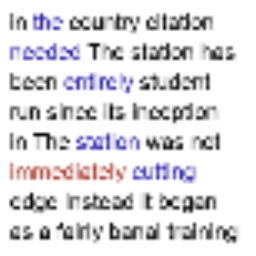 in the country citation
needed The station has
been entirely student
run since its inception
in The station was not
immediately cutting
edge instead it began
as a fairly banal training